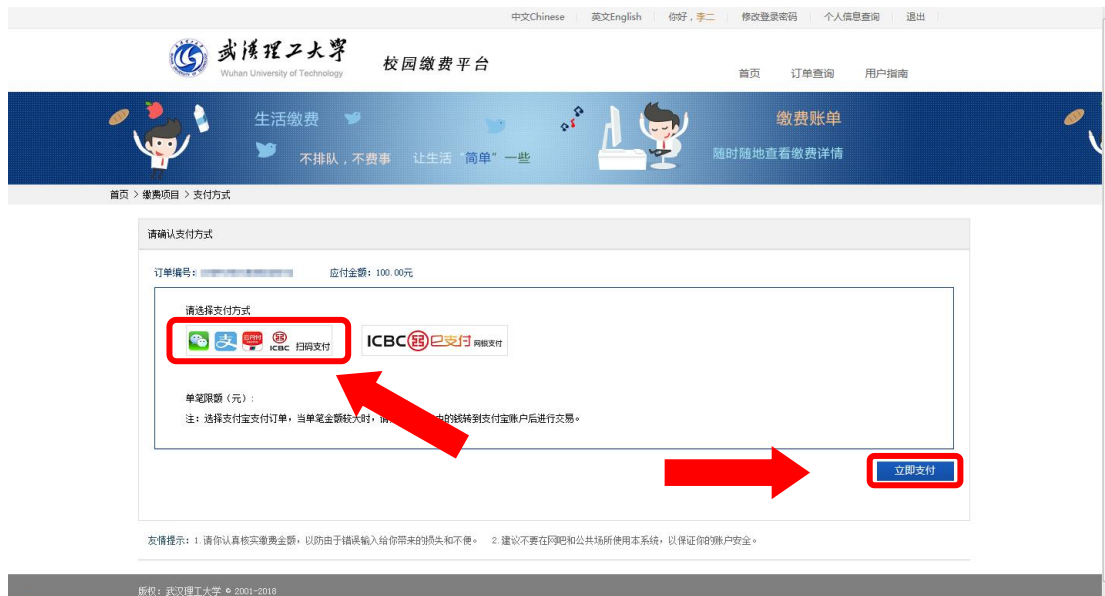 中文Chinese 英文English 你好，李二 修改登录密码 个人信息查询 退出
武汉理工大学 校园缴费平台
Wuhan University of Technology
首页 订单查询 用户指南
生活缴费 缴费账单
不排队，不费事 让生活“简单”一些 随时随地查看缴费详情
首页 > 缴费项目 > 支付方式
请确认支付方式
订单编号： 应付金额：100.00元
请选择支付方式
支 ICBC 扫码支付 ICBC e支付 网银支付
单笔限额（元）：
注：选择支付宝支付订单，当单笔金额较大时，请 中的钱转到支付宝账户后进行交易。
立即支付
友情提示：1.请你认真核实缴费金额，以防由于错误输入给你带来的损失和不便。 2.建议不要在网吧和公共场所使用本系统，以保证你的账户安全。
版权：武汉理工大学 © 2001-2018